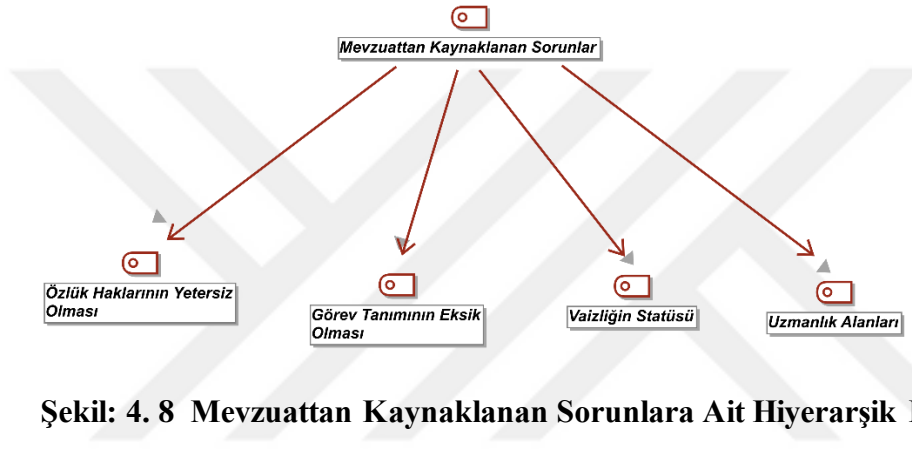 Mevzuattan Kaynaklanan Sorunlar
Özlük Haklarının Yetersiz
Olması
Görev Tanımının Eksik
Olması
Vaizliğin Statüsü
Uzmanlık Alanları
Şekil: 4. 8 Mevzuattan Kaynaklanan Sorunlara Ait Hiyerarşik